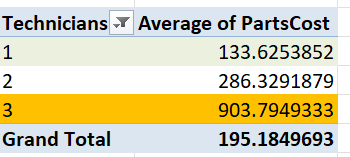 Technicians Average of PartsCost
1 133.6253852
2 286.3291879
3 903.7949333
Grand Total 195.1849693